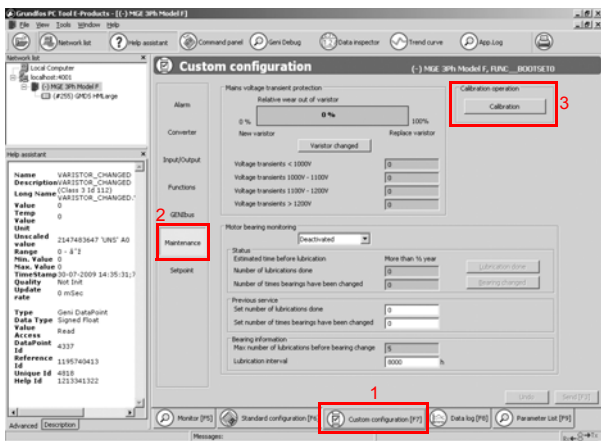 Grundfos PC Tool E-Products - [(-) MGE 3Ph Model F]
File View Tools Window Help
Network list Help assistant Command panel Geni Debug Data inspector Trend curve App.Log
Network list
Local Computer
localhost:4001
(-) MGE 3Ph Model F
(#255) GMDS HMLarge
Custom configuration
(-) MGE 3Ph Model F, FUNC__BOOTSET0
Alarm
Converter
Input/Output
Functions
GENIbus
2
Maintenance
Setpoint
Mains voltage transient protection
Relative wear out of varistor
0 %
0 %
100%
New varistor
Replace varistor
Varistor changed
Voltage transients < 1000V 0
Voltage transients 1000V - 1100V 0
Voltage transients 1100V - 1200V 0
Voltage transients > 1200V 0
Calibration operation
Calibration
3
Motor bearing monitoring
Deactivated
Status
Estimated time before lubrication More than ½ year
Number of lubrications done 0
Lubrication done
Number of times bearings have been changed 0
Bearing changed
Previous service
Set number of lubrications done 0
Set number of times bearings have been changed 0
Bearing information
Max number of lubrications before bearing change 5
Lubrication interval 8000 h
Undo Send [F3]
Help assistant
Name VARISTOR_CHANGED
Description VARISTOR_CHANGED
(Class 3 Id 112)
Long Name VARISTOR_CHANGED.
Value 0
Temp Value 0
Unit
Unscaled value 2147483647 'UNS' A0
Range 0 -
Min. Value 0
Max. Value 0
TimeStamp 30-07-2009 14:35:31;7
Quality Not Init
Update rate 0 mSec
Type Geni DataPoint
Data Type Signed Float
Value Access Read
DataPoint Id 4337
Reference Id 1195740413
Unique Id 4818
Help Id 1213341322
Advanced Description
1
Monitor [F5] Standard configuration [F6] Custom configuration [F7] Data log [F8] Parameter List [F9]
Messages: